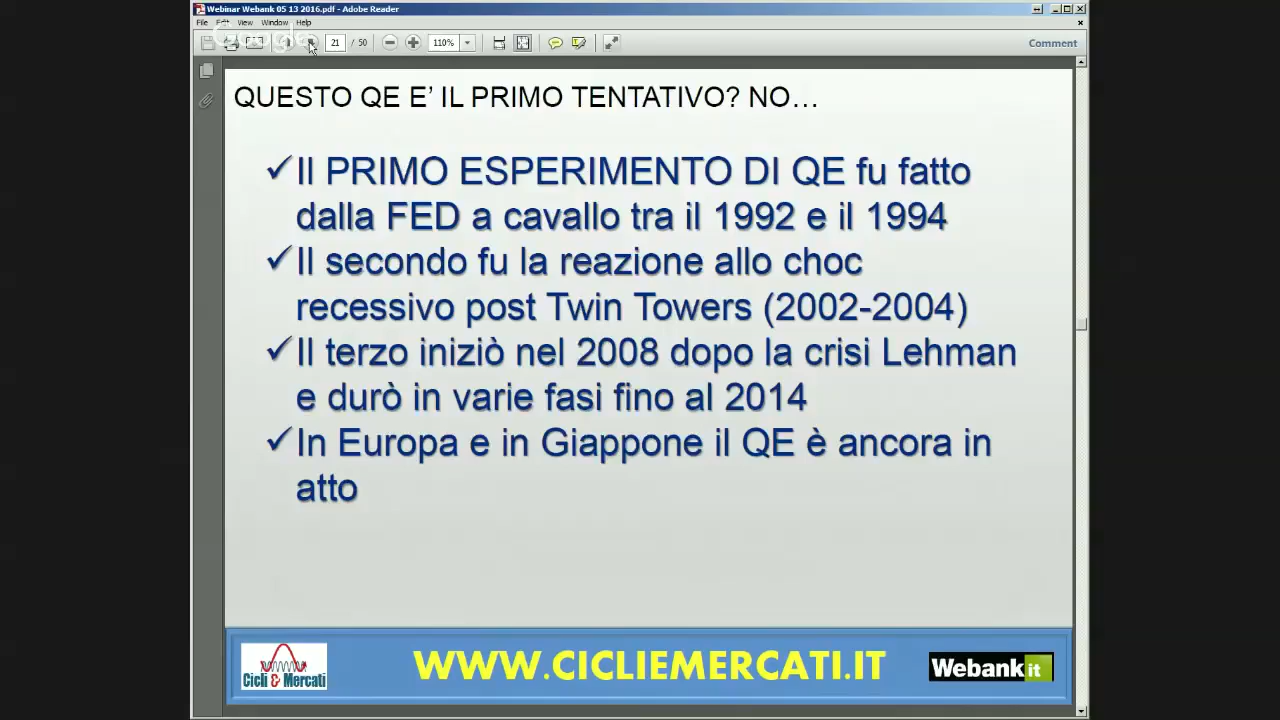 Webinar Webank 05 13 2016.pdf - Adobe Reader
File Edit View Window Help
Google
21 / 50 110% Comment
QUESTO QE E’ IL PRIMO TENTATIVO? NO…
✓Il PRIMO ESPERIMENTO DI QE fu fatto
dalla FED a cavallo tra il 1992 e il 1994
✓Il secondo fu la reazione allo choc
recessivo post Twin Towers (2002-2004)
✓Il terzo iniziò nel 2008 dopo la crisi Lehman
e durò in varie fasi fino al 2014
✓In Europa e in Giappone il QE è ancora in
atto
Cicli & Mercati
WWW.CICLIEMERCATI.IT
Webank.it